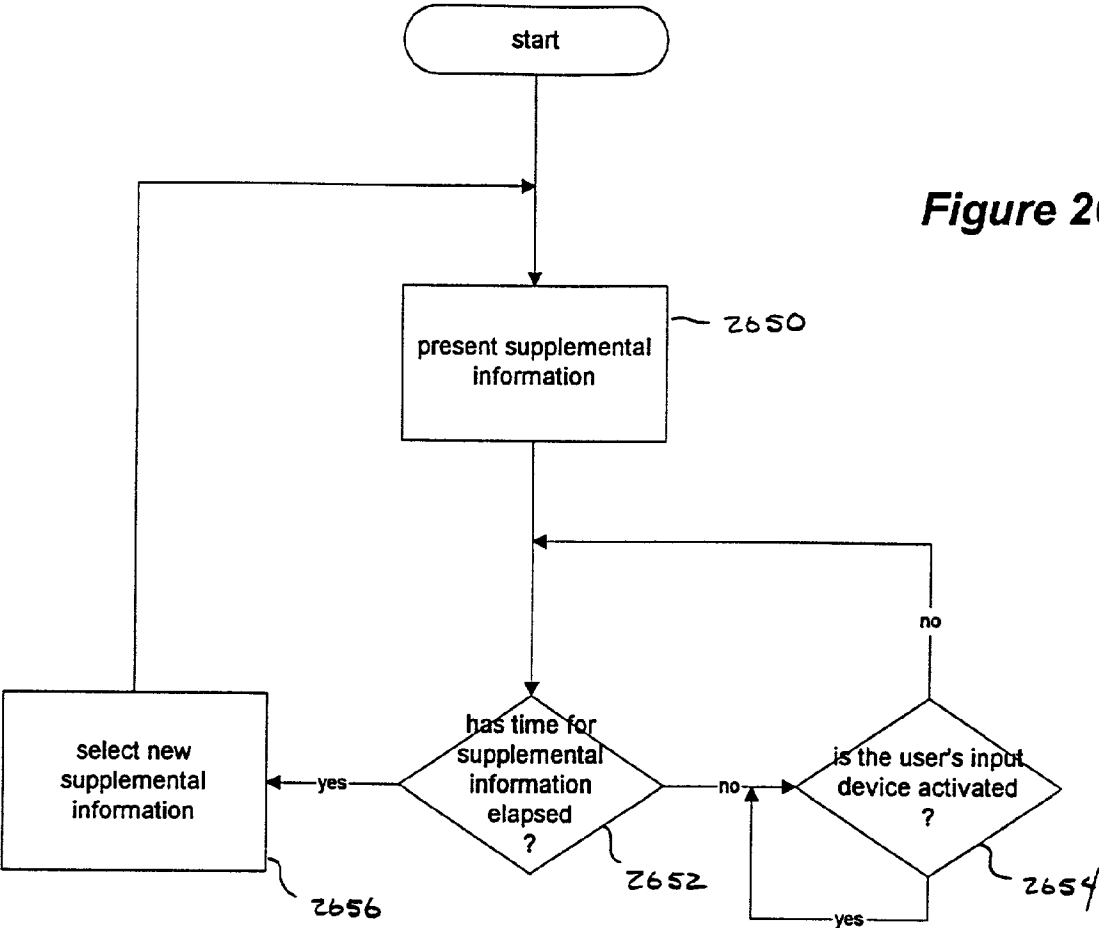 start
Figure 2
present supplemental
information
2650
no
has time for
supplemental
information
elapsed
?
select new
supplemental
information
yes
no
is the user's input
device activated
?
2652
2654
2656
yes